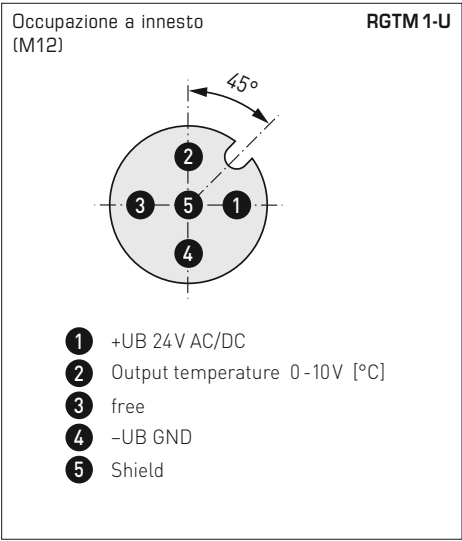 Occupazione a innesto RGTM 1-U
(M12)
45°
2
3 5 1
4
1 +UB 24V AC/DC
2 Output temperature 0-10V [°C]
3 free
4 –UB GND
5 Shield